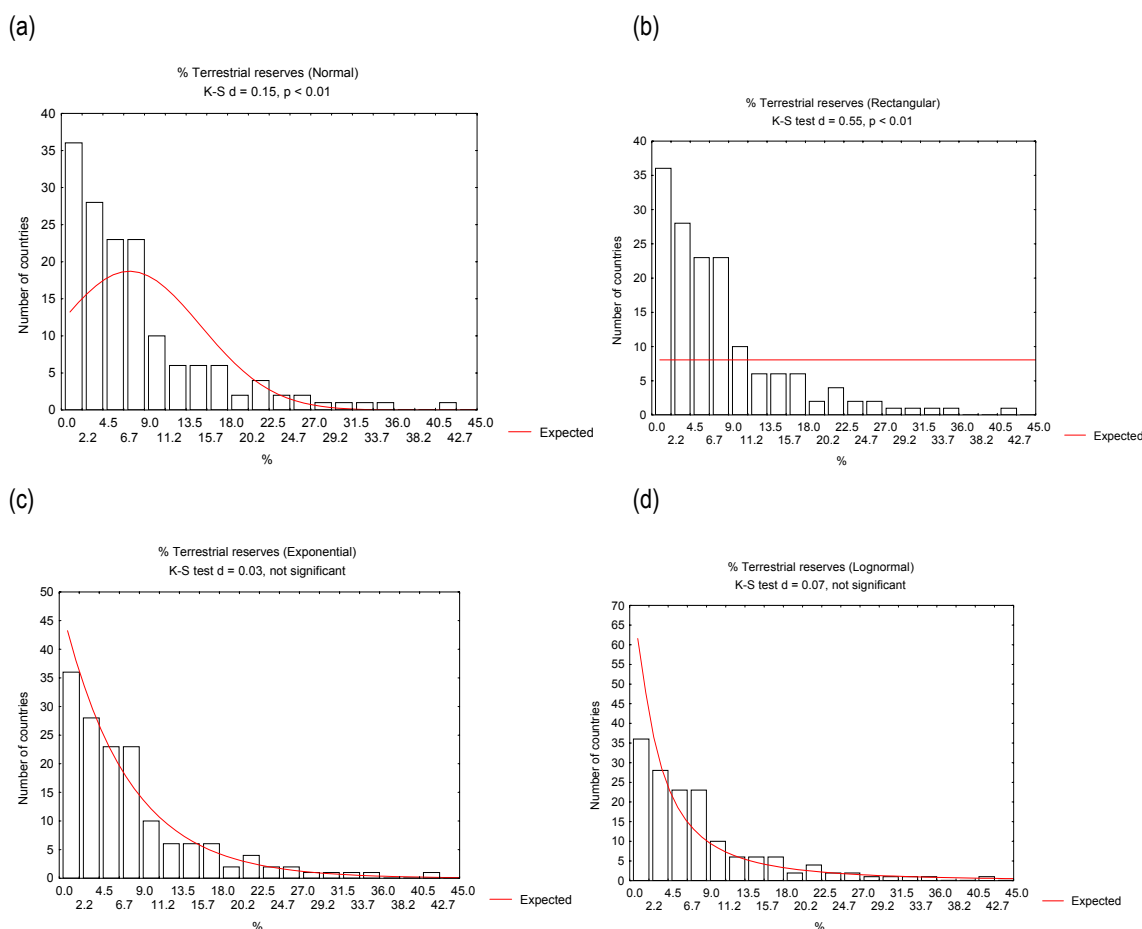 (a)
% Terrestrial reserves (Normal)
K-S d = 0.15, p < 0.01
40
35
30
25
20
15
10
5
0
Number of countries
0.0 4.5 9.0 13.5 18.0 22.5 27.0 31.5 36.0 40.5 45.0
2.2 6.7 11.2 15.7 20.2 24.7 29.2 33.7 38.2 42.7
%
Expected
(b)
% Terrestrial reserves (Rectangular)
K-S test d = 0.55, p < 0.01
40
35
30
25
20
15
10
5
0
Number of countries
0.0 4.5 9.0 13.5 18.0 22.5 27.0 31.5 36.0 40.5 45.0
2.2 6.7 11.2 15.7 20.2 24.7 29.2 33.7 38.2 42.7
%
Expected
(c)
% Terrestrial reserves (Exponential)
K-S test d = 0.03, not significant
50
45
40
35
30
25
20
15
10
5
0
Number of countries
0.0 4.5 9.0 13.5 18.0 22.5 27.0 31.5 36.0 40.5 45.0
2.2 6.7 11.2 15.7 20.2 24.7 29.2 33.7 38.2 42.7
%
Expected
(d)
% Terrestrial reserves (Lognormal)
K-S test d = 0.07, not significant
70
65
60
55
50
45
40
35
30
25
20
15
10
5
0
Number of countries
0.0 4.5 9.0 13.5 18.0 22.5 27.0 31.5 36.0 40.5 45.0
2.2 6.7 11.2 15.7 20.2 24.7 29.2 33.7 38.2 42.7
%
Expected